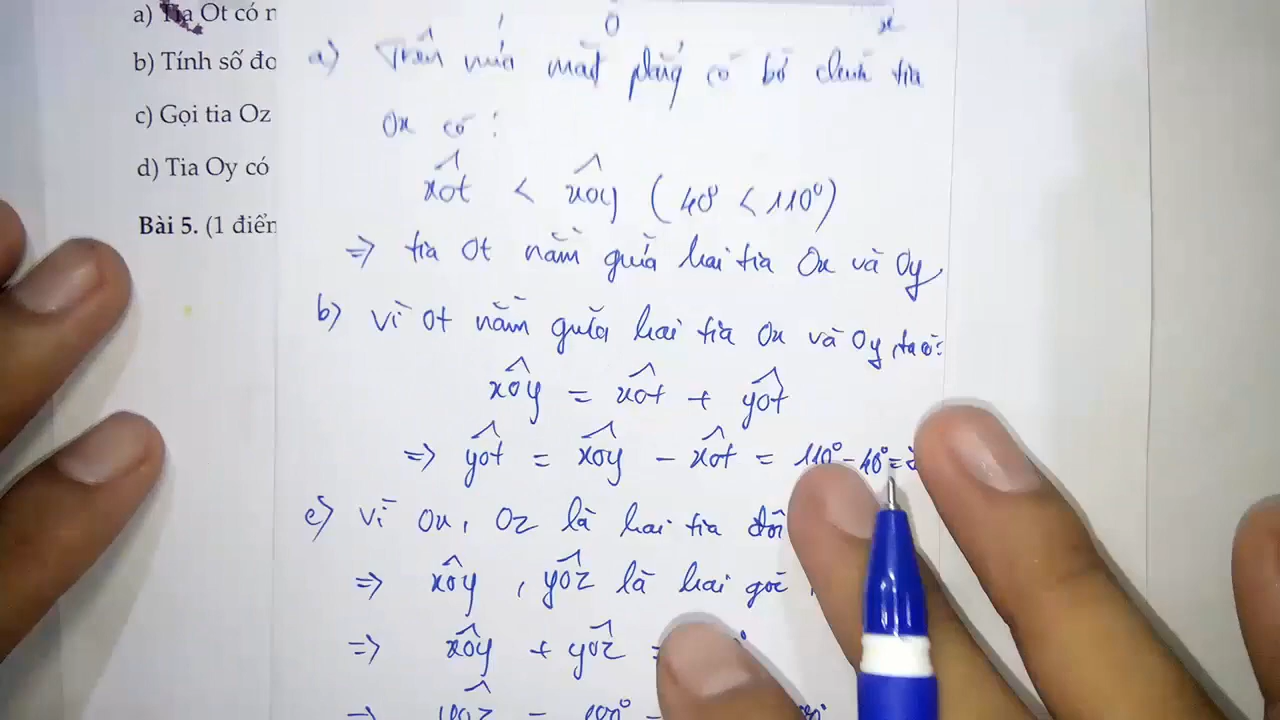 a) Tia Ot có
b) Tính số đo
c) Gọi tia Oz
d) Tia Oy có
Bài 5. (1 điểm
O x
a) Trên nửa mặt phẳng có bờ chứa tia
Ox có:
xOt < xOy (40° < 110°)
=> tia Ot nằm giữa hai tia Ox và Oy
b) Vì Ot nằm giữa hai tia Ox và Oy, ta có:
xOy = xOt + yOt
=> yOt = xOy - xOt = 110° - 40° =
c) Vì Ox, Oz là hai tia đối
=> xOy, yOz là hai góc
=> xOy + yOz =
=>